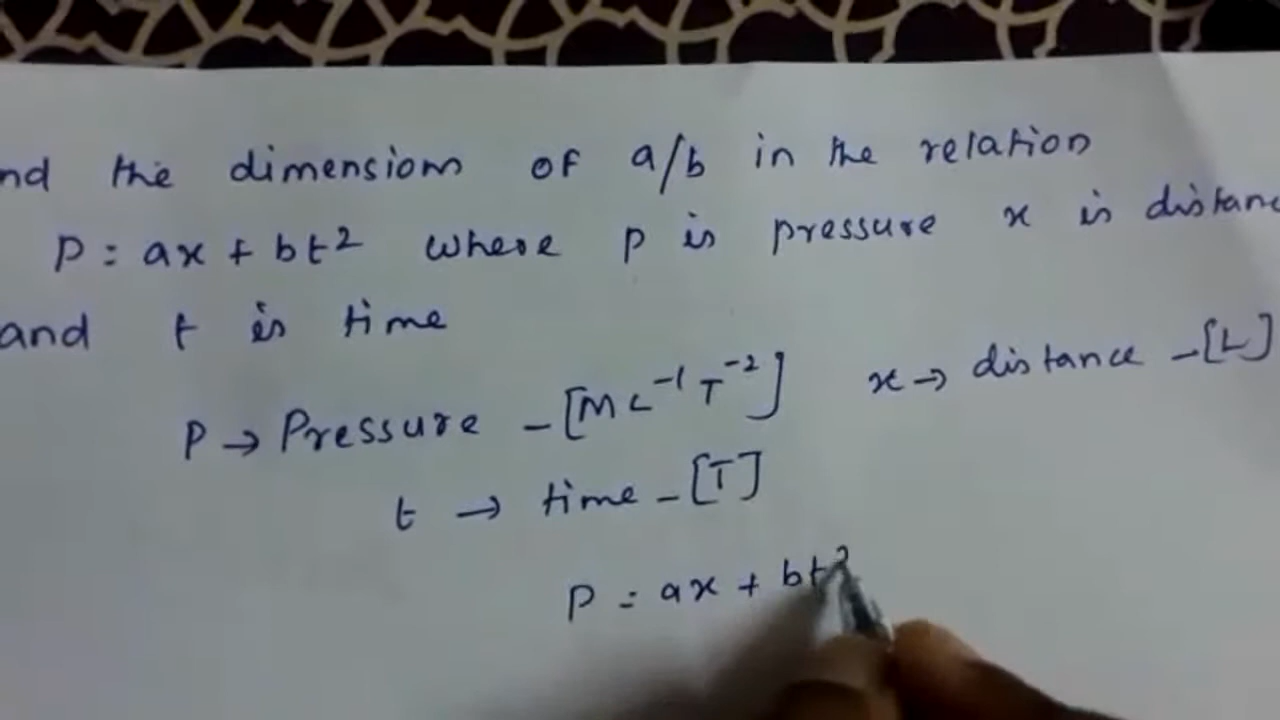 nd the dimensions of a/b in the relation
P = ax + bt² where p is pressure x is distanc
and t is time
P → Pressure - [ML⁻¹T⁻²] x → distance - [L]
t → time - [T]
P = ax + bt²